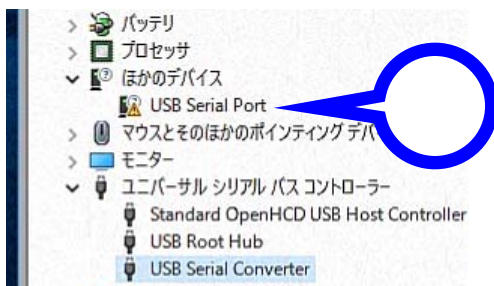 バッテリ
プロセッサ
ほかのデバイス
USB Serial Port
マウスとそのほかのポインティング デバ
モニター
ユニバーサル シリアル バス コントローラー
Standard OpenHCD USB Host Controller
USB Root Hub
USB Serial Converter